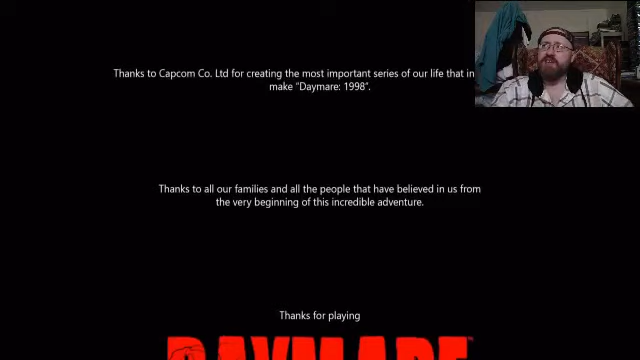 Thanks to Capcom Co. Ltd for creating the most important series of our life that in
make “Daymare: 1998”.
Thanks to all our families and all the people that have believed in us from
the very beginning of this incredible adventure.
Thanks for playing
DAYMARE